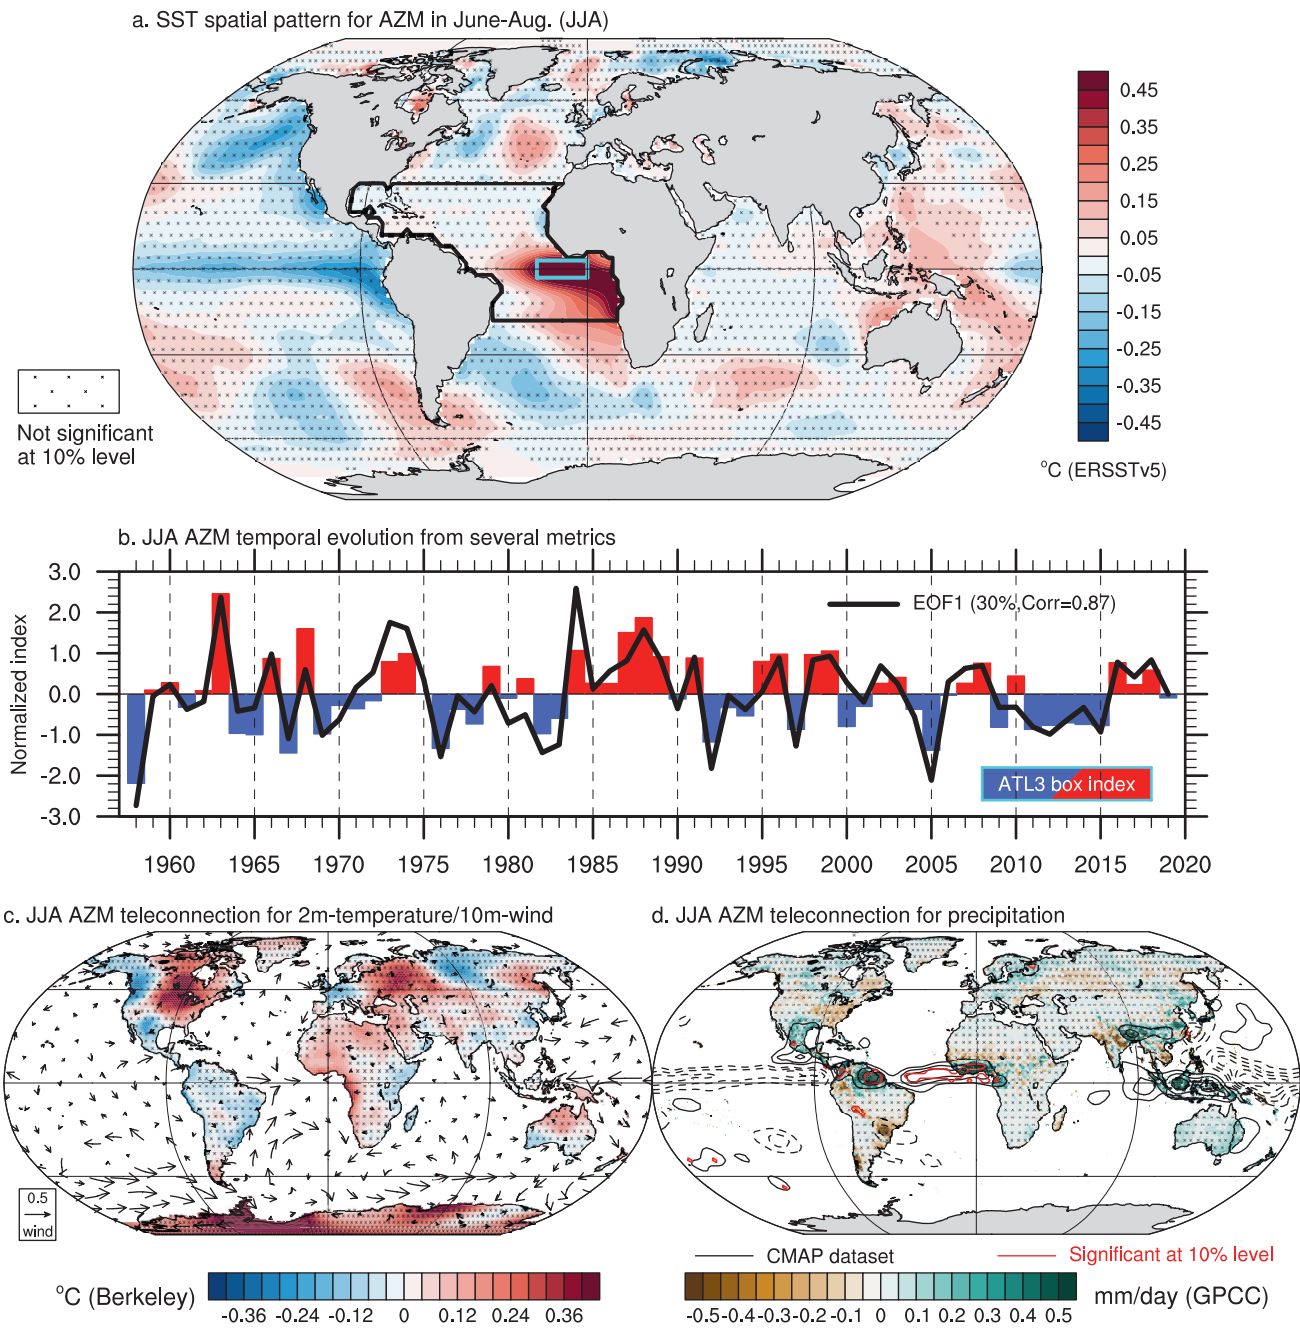 a. SST spatial pattern for AZM in June-Aug. (JJA)
0.45
0.35
0.25
0.15
0.05
-0.05
-0.15
-0.25
-0.35
-0.45
°C (ERSSTv5)
Not significant
at 10% level
b. JJA AZM temporal evolution from several metrics
Normalized index
3.0
2.0
1.0
0.0
-1.0
-2.0
-3.0
EOF1 (30%,Corr=0.87)
ATL3 box index
1960 1965 1970 1975 1980 1985 1990 1995 2000 2005 2010 2015 2020
c. JJA AZM teleconnection for 2m-temperature/10m-wind
0.5
wind
°C (Berkeley)
-0.36 -0.24 -0.12 0 0.12 0.24 0.36
d. JJA AZM teleconnection for precipitation
CMAP dataset
Significant at 10% level
-0.5 -0.4 -0.3 -0.2 -0.1 0 0.1 0.2 0.3 0.4 0.5
mm/day (GPCC)